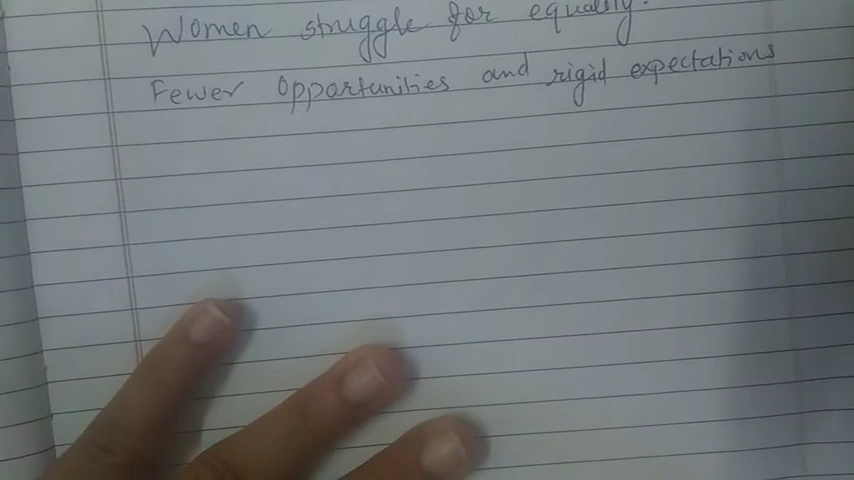 Women struggle for equality.
Fewer opportunities and rigid expectations